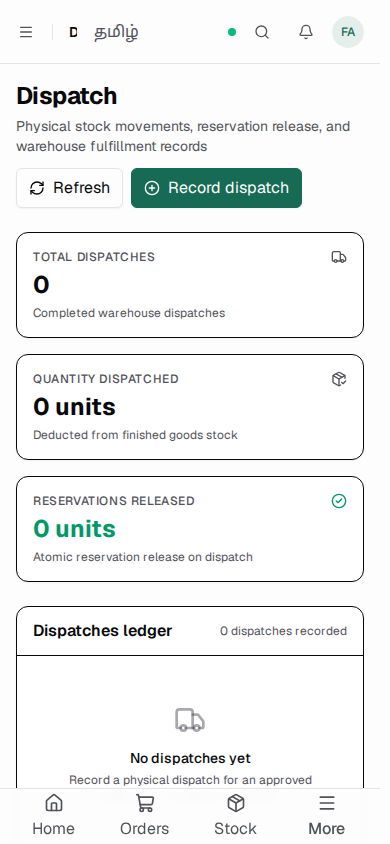 தமிழ்
FA
Dispatch
Physical stock movements, reservation release, and
warehouse fulfillment records
Refresh
Record dispatch
TOTAL DISPATCHES
0
Completed warehouse dispatches
QUANTITY DISPATCHED
0 units
Deducted from finished goods stock
RESERVATIONS RELEASED
0 units
Atomic reservation release on dispatch
Dispatches ledger
0 dispatches recorded
No dispatches yet
Record a physical dispatch for an approved
Home
Orders
Stock
More